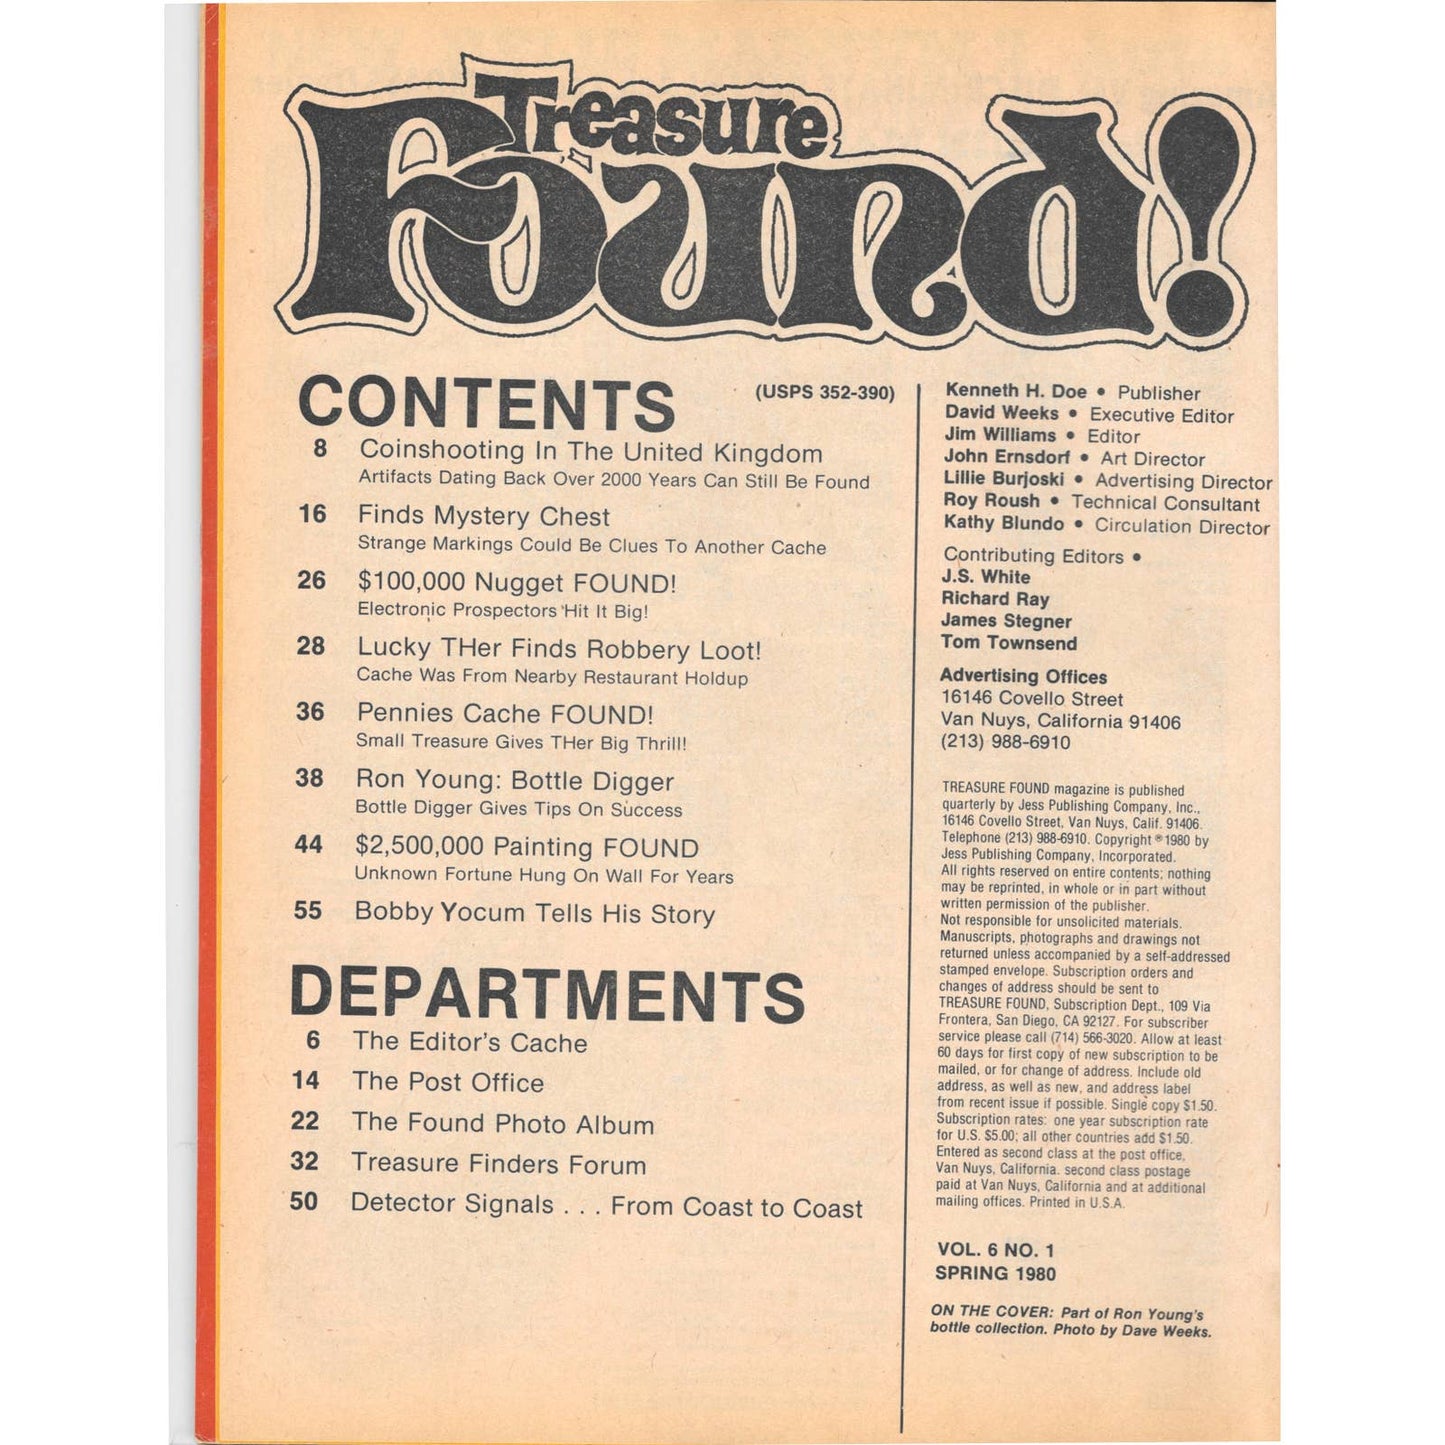 Treasure
Found!
CONTENTS
(USPS 352-390)
8 Coinshooting In The United Kingdom
Artifacts Dating Back Over 2000 Years Can Still Be Found
16 Finds Mystery Chest
Strange Markings Could Be Clues To Another Cache
26 $100,000 Nugget FOUND!
Electronic Prospectors Hit It Big!
28 Lucky THer Finds Robbery Loot!
Cache Was From Nearby Restaurant Holdup
36 Pennies Cache FOUND!
Small Treasure Gives THer Big Thrill!
38 Ron Young: Bottle Digger
Bottle Digger Gives Tips On Success
44 $2,500,000 Painting FOUND
Unknown Fortune Hung On Wall For Years
55 Bobby Yocum Tells His Story
DEPARTMENTS
6 The Editor's Cache
14 The Post Office
22 The Found Photo Album
32 Treasure Finders Forum
50 Detector Signals . . . From Coast to Coast
Kenneth H. Doe • Publisher
David Weeks • Executive Editor
Jim Williams • Editor
John Ernsdorf • Art Director
Lillie Burjoski • Advertising Director
Roy Roush • Technical Consultant
Kathy Blundo • Circulation Director
Contributing Editors •
J.S. White
Richard Ray
James Stegner
Tom Townsend
Advertising Offices
16146 Covello Street
Van Nuys, California 91406
(213) 988-6910
TREASURE FOUND magazine is published
quarterly by Jess Publishing Company, Inc.,
16146 Covello Street, Van Nuys, Calif. 91406.
Telephone (213) 988-6910. Copyright ® 1980 by
Jess Publishing Company, Incorporated.
All rights reserved on entire contents; nothing
may be reprinted, in whole or in part without
written permission of the publisher.
Not responsible for unsolicited materials.
Manuscripts, photographs and drawings not
returned unless accompanied by a self-addressed
stamped envelope. Subscription orders and
changes of address should be sent to
TREASURE FOUND, Subscription Dept., 109 Via
Frontera, San Diego, CA 92127. For subscriber
service please call (714) 566-3020. Allow at least
60 days for first copy of new subscription to be
mailed, or for change of address. Include old
address, as well as new, and address label
from recent issue if possible. Single copy $1.50.
Subscription rates: one year subscription rate
for U.S. $5.00; all other countries add $1.50.
Entered as second class at the post office,
Van Nuys, California. second class postage
paid at Van Nuys, California and at additional
mailing offices. Printed in U.S.A.
VOL. 6 NO. 1
SPRING 1980
ON THE COVER: Part of Ron Young's
bottle collection. Photo by Dave Weeks.